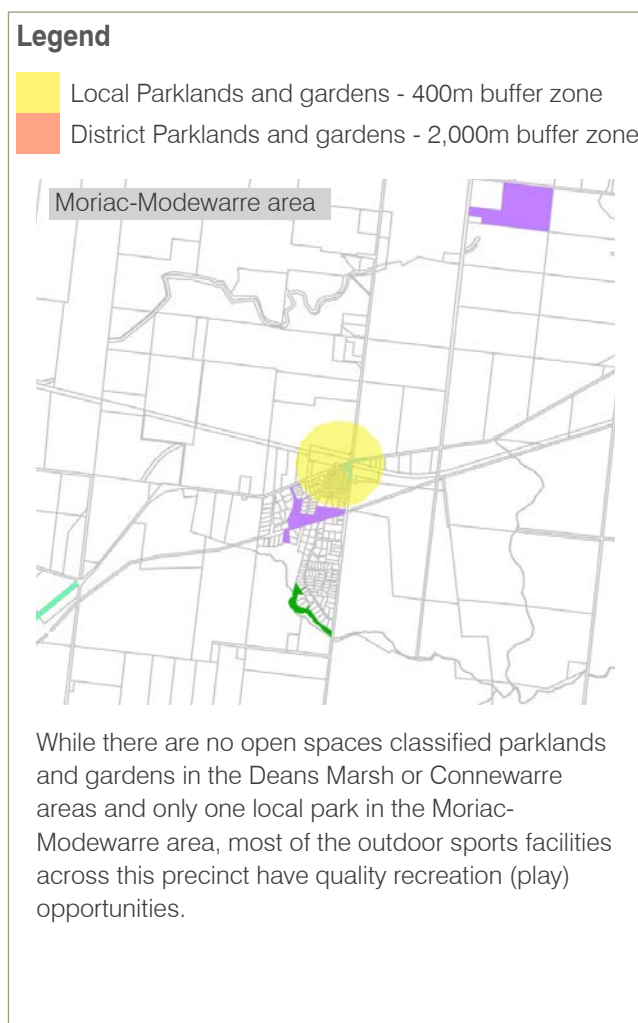 Legend
Local Parklands and gardens - 400m buffer zone
District Parklands and gardens - 2,000m buffer zone
Moriac-Modewarre area
While there are no open spaces classified parklands
and gardens in the Deans Marsh or Connewarre
areas and only one local park in the Moriac-
Modewarre area, most of the outdoor sports facilities
across this precinct have quality recreation (play)
opportunities.